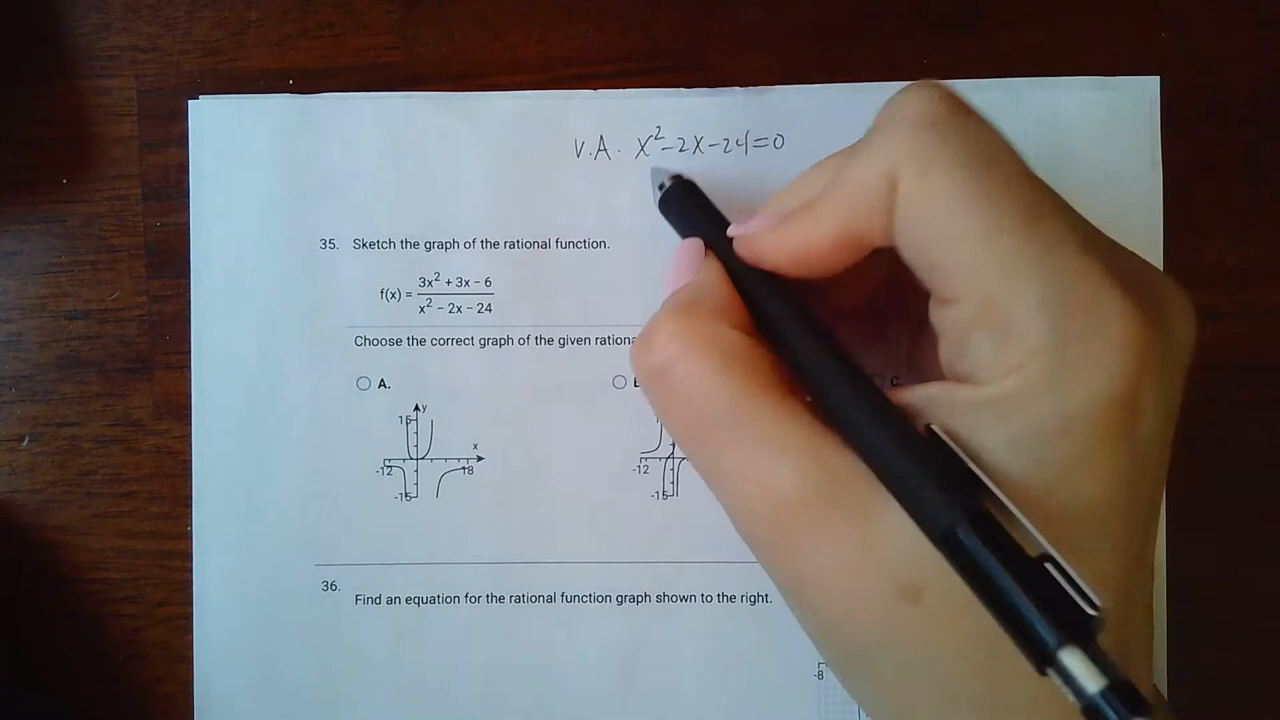 V.A. x²-2x-24=0
35. Sketch the graph of the rational function.
f(x) = (3x² + 3x - 6)/(x² - 2x - 24)
Choose the correct graph of the given
A.
C.
15 y
x
-12 18
-15
-12
-15
36.
Find an equation for the rational function graph shown to the right.
-8